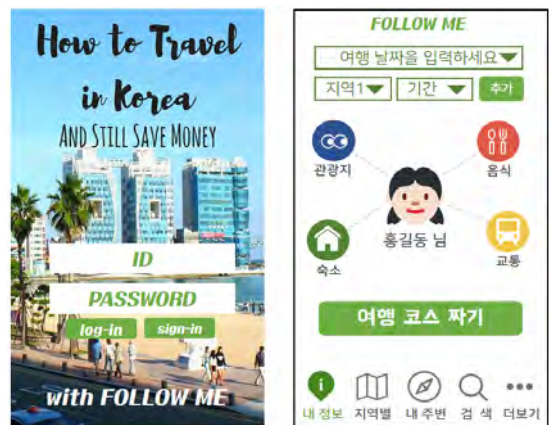 How to Travel
in Korea
AND STILL SAVE MONEY
ID
PASSWORD
log-in sign-in
with FOLLOW ME
FOLLOW ME
여행 날짜을 입력하세요
지역1 기간 추가
관광지 음식
홍길동 님
숙소 교통
여행 코스 짜기
내 정보 지역별 내 주변 검 색 더보기